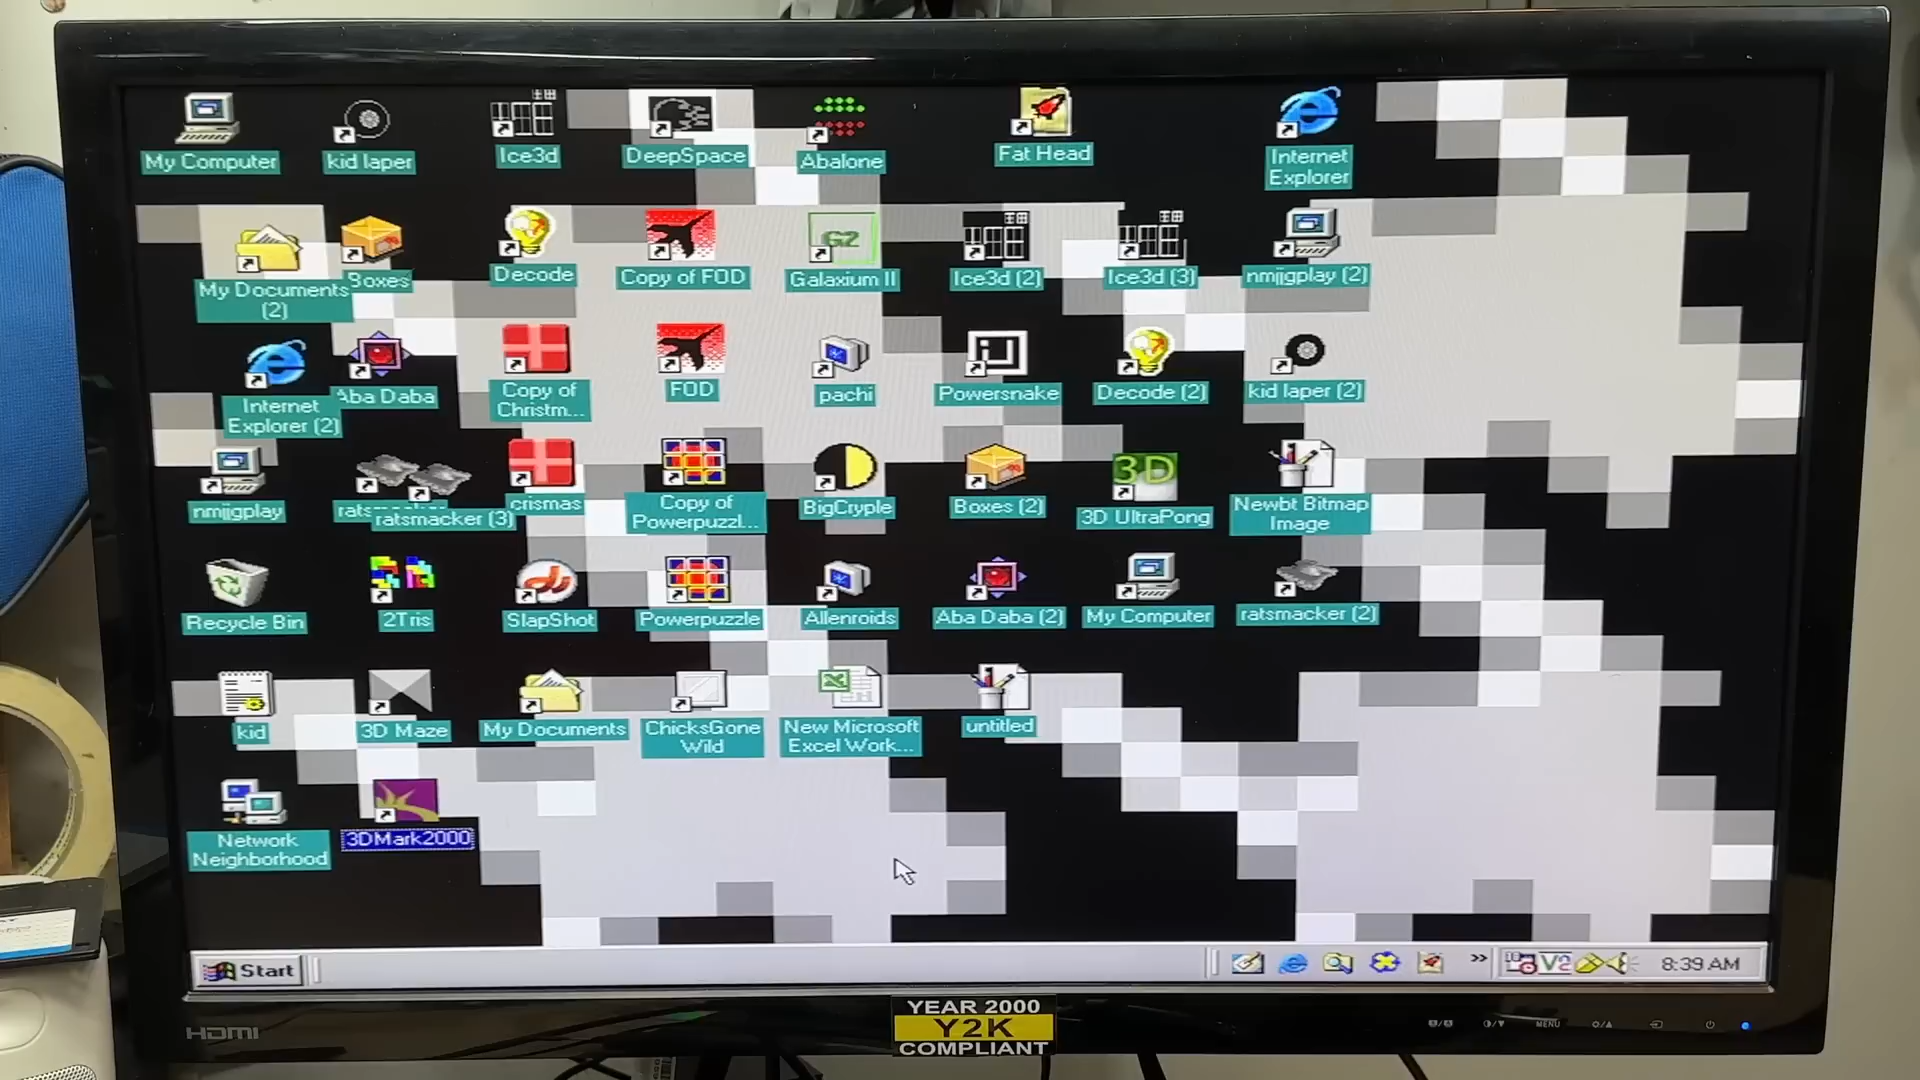 My Computer
kid laper
Ice3d
DeepSpace
Abalone
Fat Head
Internet
Explorer
My Documents
(2)
Boxes
Decode
Copy of FOD
G2
Galaxium II
Ice3d (2)
Ice3d (3)
nmjjgplay (2)
Internet
Explorer (2)
Aba Daba
Copy of
Christm...
FOD
pachi
Powersnake
Decode (2)
kid laper (2)
nmjjgplay
ratsmacker (3)
crismas
Copy of
Powerpuzzl...
BigCryple
Boxes (2)
3D
3D UltraPong
Newbt Bitmap
Image
Recycle Bin
2Tris
SlapShot
Powerpuzzle
Allenroids
Aba Daba (2)
My Computer
ratsmacker (2)
kid
3D Maze
My Documents
ChicksGone
Wild
New Microsoft
Excel Work...
untitled
Network
Neighborhood
3DMark2000
Start
8:39 AM
HDMI
YEAR 2000
Y2K
COMPLIANT
MENU